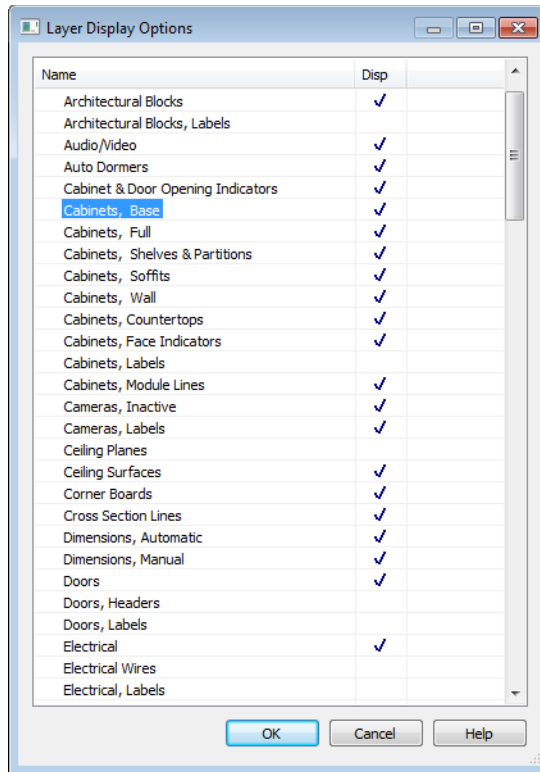 Layer Display Options
Name Disp
Architectural Blocks
Architectural Blocks, Labels
Audio/Video
Auto Dormers
Cabinet & Door Opening Indicators
Cabinets,  Base
Cabinets,  Full
Cabinets,  Shelves & Partitions
Cabinets,  Soffits
Cabinets,  Wall
Cabinets, Countertops
Cabinets, Face Indicators
Cabinets, Labels
Cabinets, Module Lines
Cameras, Inactive
Cameras, Labels
Ceiling Planes
Ceiling Surfaces
Corner Boards
Cross Section Lines
Dimensions, Automatic
Dimensions, Manual
Doors
Doors, Headers
Doors, Labels
Electrical
Electrical Wires
Electrical, Labels
OK Cancel Help